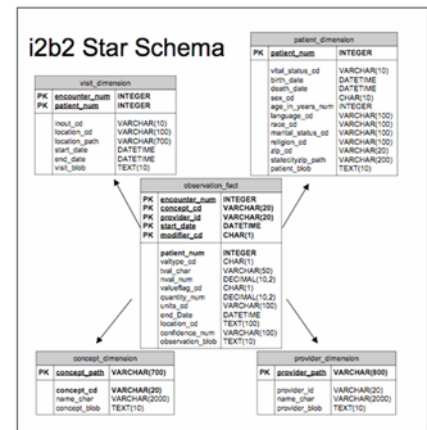 i2b2 Star Schema
visit_dimension
PK encounter_num INTEGER
PK patient_num INTEGER
inout_cd VARCHAR(10)
location_cd VARCHAR(100)
location_path VARCHAR(700)
start_date DATETIME
end_date DATETIME
visit_blob TEXT(10)
patient_dimension
PK patient_num INTEGER
vital_status_cd VARCHAR(10)
birth_date DATETIME
death_date DATETIME
sex_cd CHAR(10)
age_in_years_num INTEGER
language_cd VARCHAR(100)
race_cd VARCHAR(100)
marital_status_cd VARCHAR(100)
religion_cd VARCHAR(100)
zip_cd VARCHAR(20)
statecityzip_path VARCHAR(200)
patient_blob TEXT(10)
observation_fact
PK encounter_num INTEGER
PK concept_cd VARCHAR(20)
PK provider_id VARCHAR(20)
PK start_date DATETIME
PK modifier_cd CHAR(1)
patient_num INTEGER
valtype_cd CHAR(1)
tval_char VARCHAR(50)
nval_num DECIMAL(10,2)
valueflag_cd CHAR(1)
quantity_num DECIMAL(10,2)
units_cd VARCHAR(100)
end_Date DATETIME
location_cd TEXT(100)
confidence_num VARCHAR(100)
observation_blob TEXT(10)
concept_dimension
PK concept_path VARCHAR(700)
concept_cd VARCHAR(20)
name_char VARCHAR(2000)
concept_blob TEXT(10)
provider_dimension
PK provider_path VARCHAR(800)
provider_id VARCHAR(20)
name_char VARCHAR(2000)
provider_blob TEXT(10)